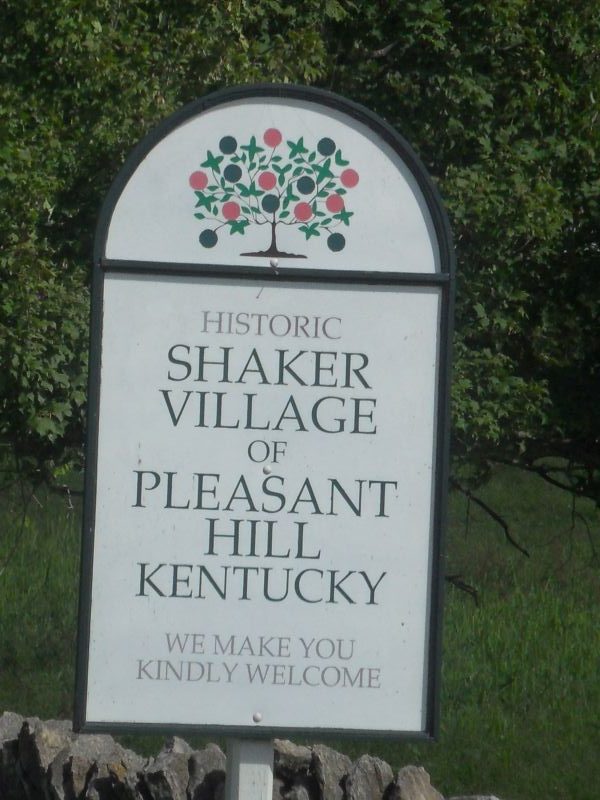 HISTORIC
SHAKER
VILLAGE
OF
PLEASANT
HILL
KENTUCKY
WE MAKE YOU
KINDLY WELCOME